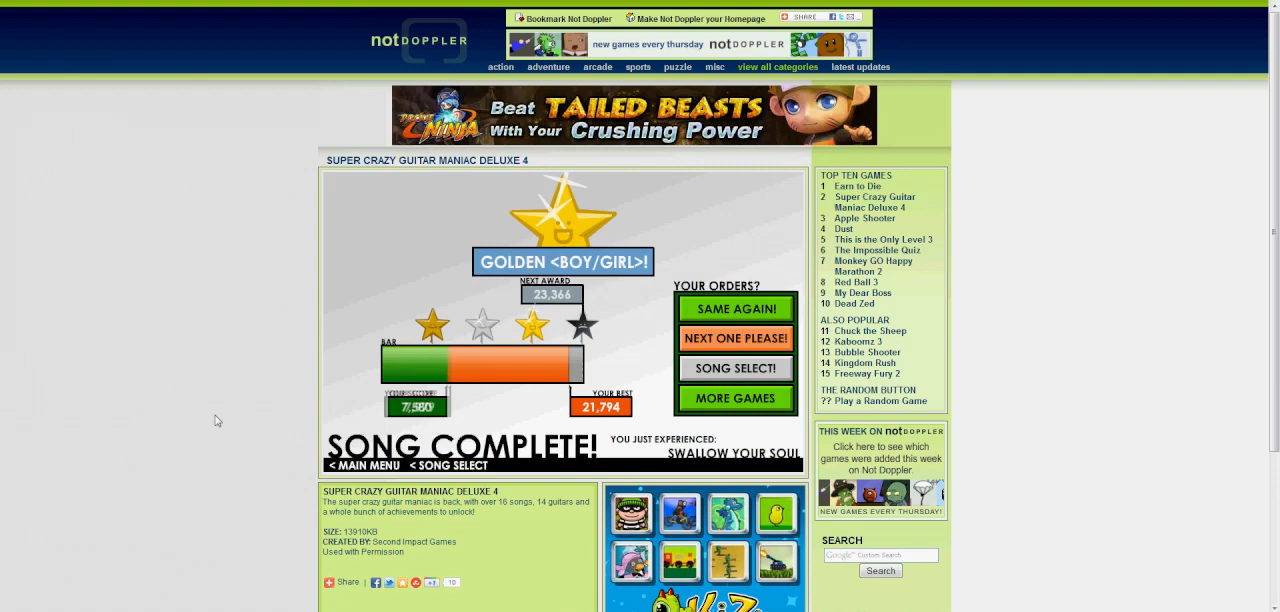 Bookmark Not Doppler
Make Not Doppler your Homepage
SHARE
notDOPPLER
new games every thursday notDOPPLER
action adventure arcade sports puzzle misc view all categories latest updates
NINJA
Beat TAILED BEASTS
With Your Crushing Power
SUPER CRAZY GUITAR MANIAC DELUXE 4
GOLDEN <BOY/GIRL>!
NEXT AWARD
23,366
BAR
YOUR BEST
21,794
YOUR ORDERS?
SAME AGAIN!
NEXT ONE PLEASE!
SONG SELECT!
MORE GAMES
SONG COMPLETE!
YOU JUST EXPERIENCED:
SWALLOW YOUR SOUL
< MAIN MENU < SONG SELECT
SUPER CRAZY GUITAR MANIAC DELUXE 4
The super crazy guitar maniac is back, with over 16 songs, 14 guitars and
a whole bunch of achievements to unlock!
SIZE: 13910KB
CREATED BY: Second Impact Games
Used with Permission
Share
+1
10
TOP TEN GAMES
1 Earn to Die
2 Super Crazy Guitar
Maniac Deluxe 4
3 Apple Shooter
4 Dust
5 This is the Only Level 3
6 The Impossible Quiz
7 Monkey GO Happy
Marathon 2
8 Red Ball 3
9 My Dear Boss
10 Dead Zed
ALSO POPULAR
11 Chuck the Sheep
12 Kaboomz 3
13 Bubble Shooter
14 Kingdom Rush
15 Freeway Fury 2
THE RANDOM BUTTON
?? Play a Random Game
THIS WEEK ON notDOPPLER
Click here to see which
games were added this week
on Not Doppler.
NEW GAMES EVERY THURSDAY!
SEARCH
Google™ Custom Search
Search